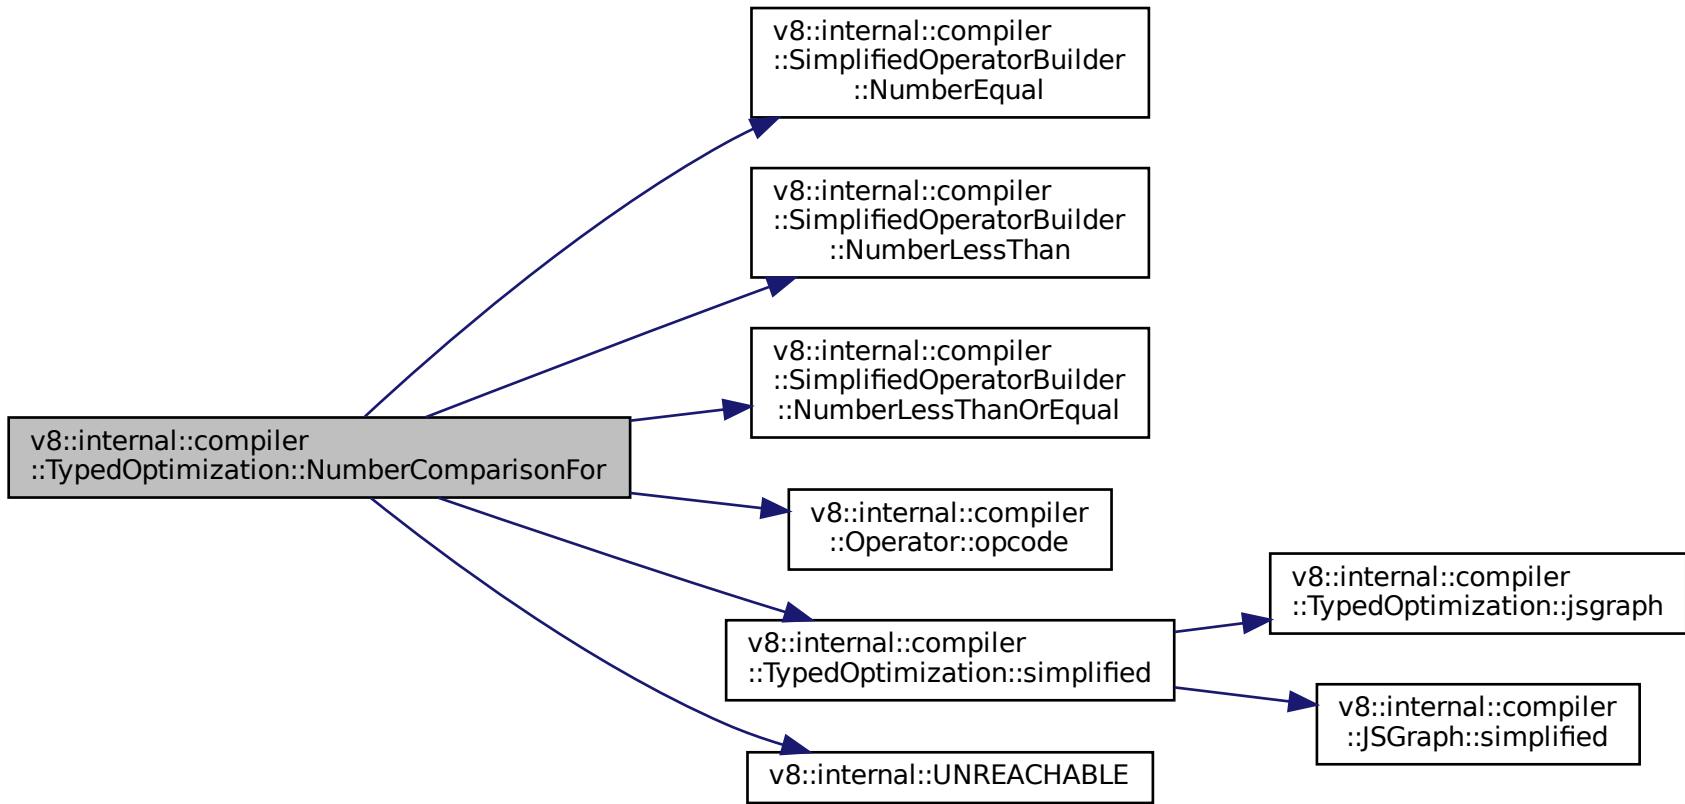 v8::internal::compiler
::SimplifiedOperatorBuilder
::NumberEqual
v8::internal::compiler
::SimplifiedOperatorBuilder
::NumberLessThan
v8::internal::compiler
::SimplifiedOperatorBuilder
::NumberLessThanOrEqual
v8::internal::compiler
::TypedOptimization::NumberComparisonFor
v8::internal::compiler
::Operator::opcode
v8::internal::compiler
::TypedOptimization::jsgraph
v8::internal::compiler
::TypedOptimization::simplified
v8::internal::compiler
::JSGraph::simplified
v8::internal::UNREACHABLE